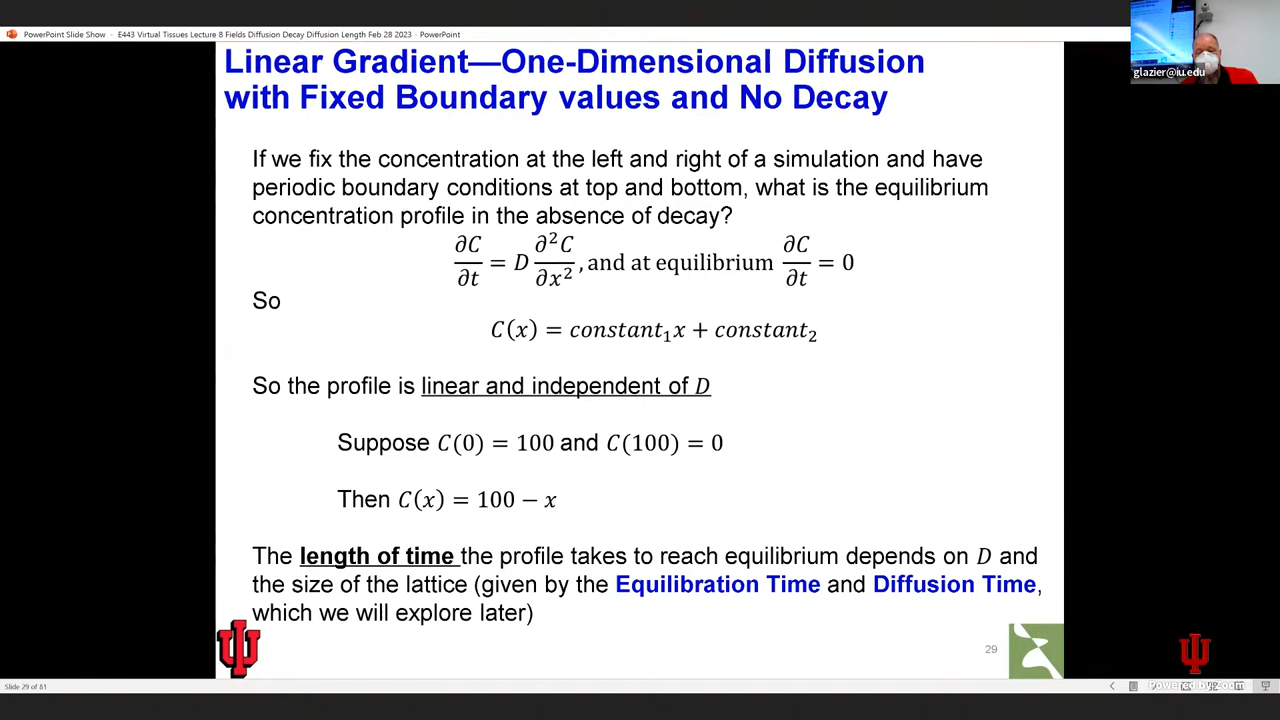 PowerPoint Slide Show - E443 Virtual Tissues Lecture 8 Fields Diffusion Decay Diffusion Length Feb 28 2023 - PowerPoint
glazier@iu.edu
Linear Gradient—One-Dimensional Diffusion
with Fixed Boundary values and No Decay
If we fix the concentration at the left and right of a simulation and have
periodic boundary conditions at top and bottom, what is the equilibrium
concentration profile in the absence of decay?
∂C/∂t = D ∂²C/∂x², and at equilibrium ∂C/∂t = 0
So
C(x) = constant₁x + constant₂
So the profile is linear and independent of D
Suppose C(0) = 100 and C(100) = 0
Then C(x) = 100 − x
The length of time the profile takes to reach equilibrium depends on D and
the size of the lattice (given by the Equilibration Time and Diffusion Time,
which we will explore later)
29
Slide 29 of 81
Powered by Zoom